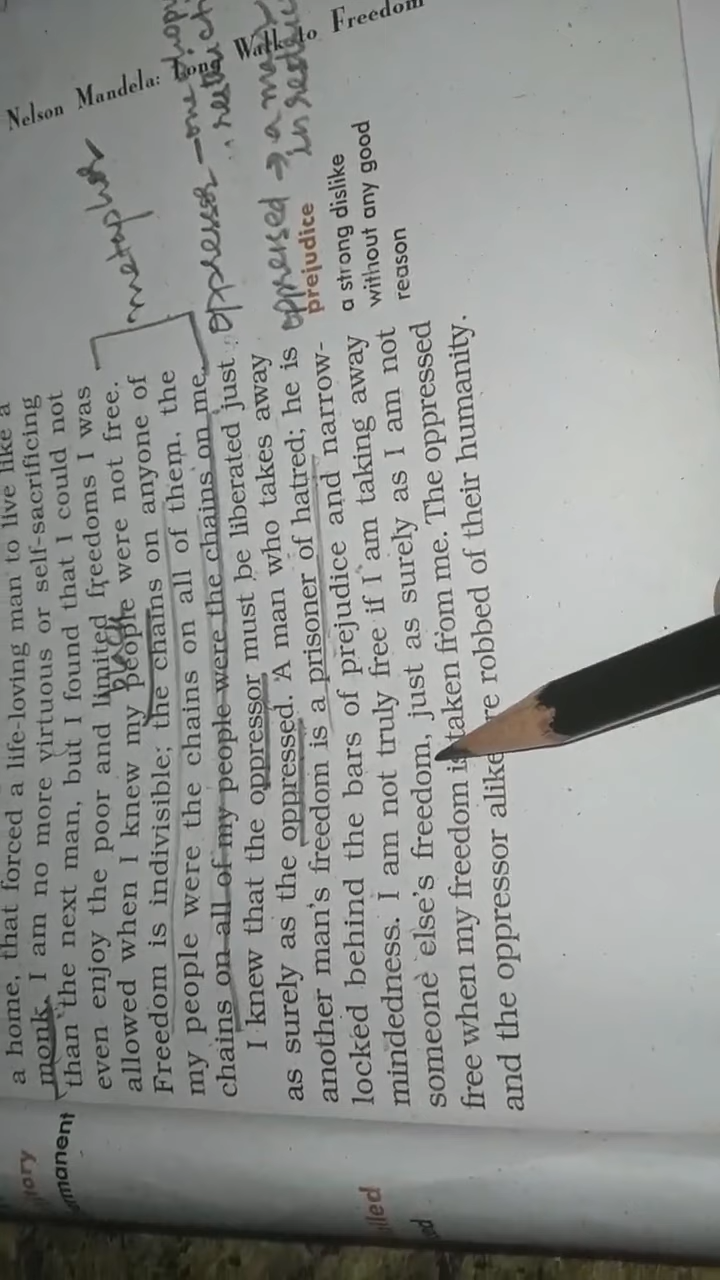 Nelson Mandela: Long Walk to Freedom
a home, that forced a life-loving man to live like a
monk. I am no more virtuous or self-sacrificing
than the next man, but I found that I could not
even enjoy the poor and limited freedoms I was
allowed when I knew my people were not free.
black
Freedom is indivisible; the chains on anyone of
my people were the chains on all of them, the
chains on all of my people were the chains on me.
I knew that the oppressor must be liberated just
as surely as the oppressed. A man who takes away
another man's freedom is a prisoner of hatred; he is
locked behind the bars of prejudice and narrow-
mindedness. I am not truly free if I am taking away
someone else's freedom, just as surely as I am not
free when my freedom is taken from me. The oppressed
and the oppressor alike are robbed of their humanity.
metaphor
oppressor - one
oppressed → a man
prejudice
a strong dislike
without any good
reason